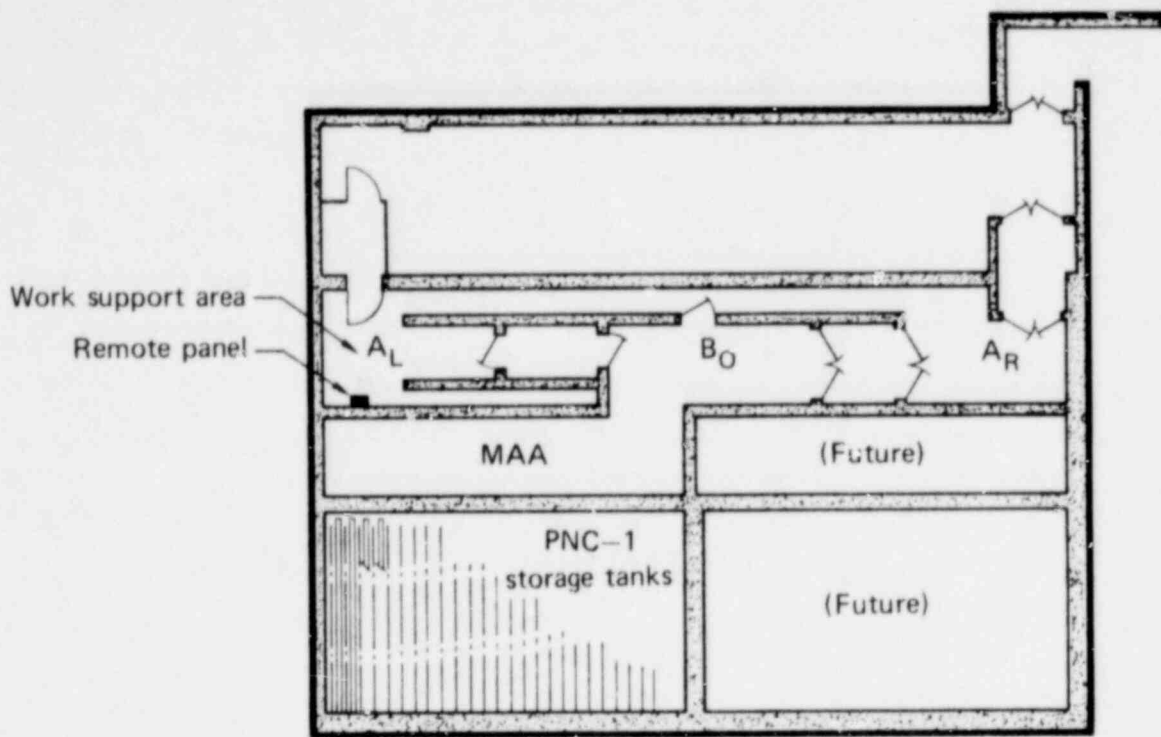 Work support area
Remote panel
A_L
B_O
A_R
MAA
(Future)
PNC–1
storage tanks
(Future)